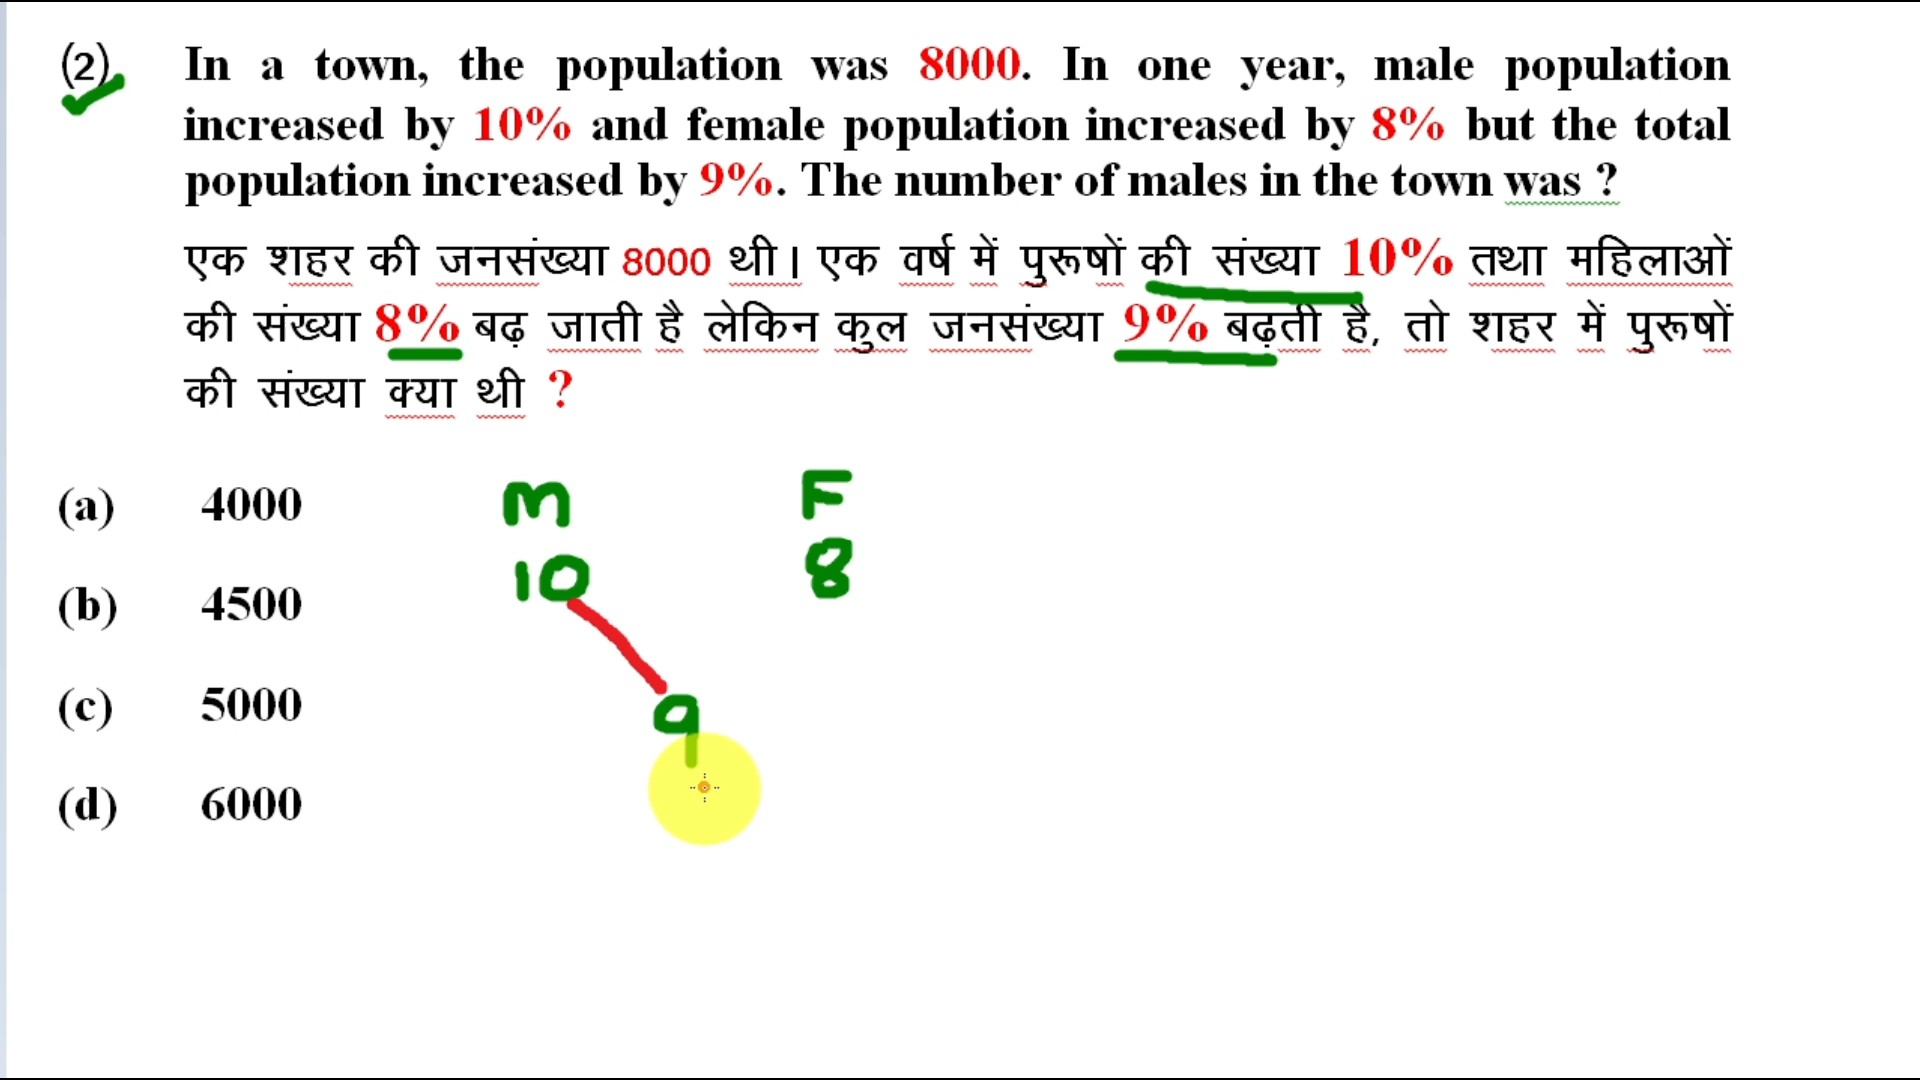 (2) In a town, the population was 8000. In one year, male population
increased by 10% and female population increased by 8% but the total
population increased by 9%. The number of males in the town was ?
एक शहर की जनसंख्या 8000 थी। एक वर्ष में पुरूषों की संख्या 10% तथा महिलाओं
की संख्या 8% बढ़ जाती है लेकिन कुल जनसंख्या 9% बढ़ती है, तो शहर में पुरूषों
की संख्या क्या थी ?
(a) 4000
(b) 4500
(c) 5000
(d) 6000
M F
10 8
9